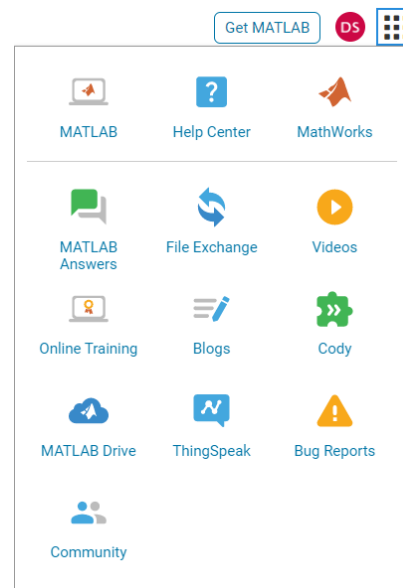 Get MATLAB DS
MATLAB Help Center MathWorks
MATLAB
Answers
File Exchange Videos
Online Training Blogs Cody
MATLAB Drive ThingSpeak Bug Reports
Community